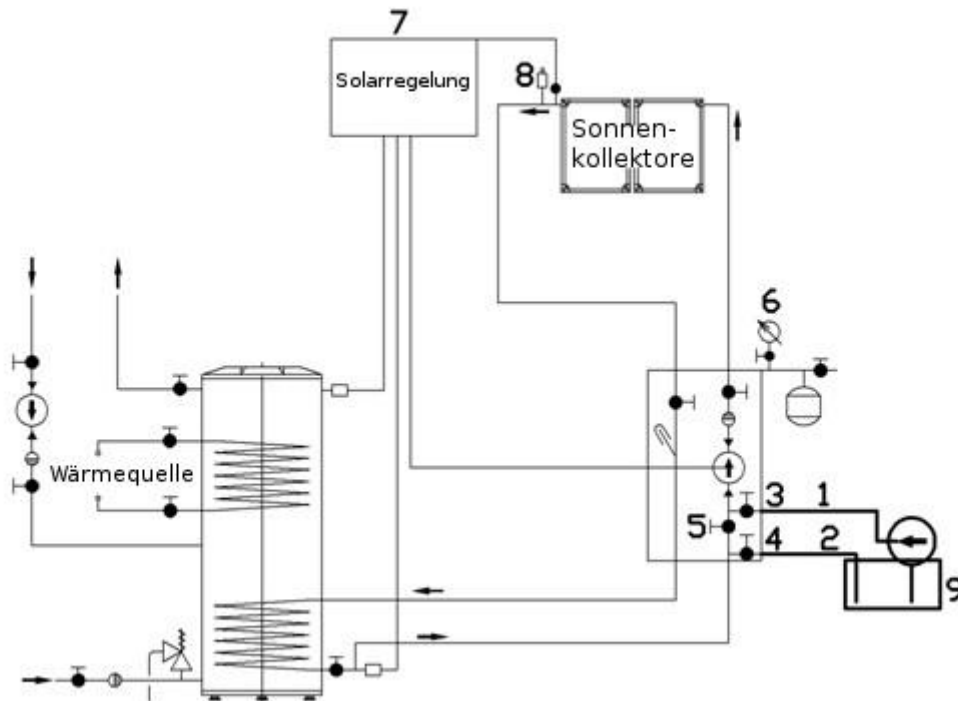 7
Solarregelung
8
Sonnen-
kollektore
6
Wärmequelle
3 1
5
4 2
9